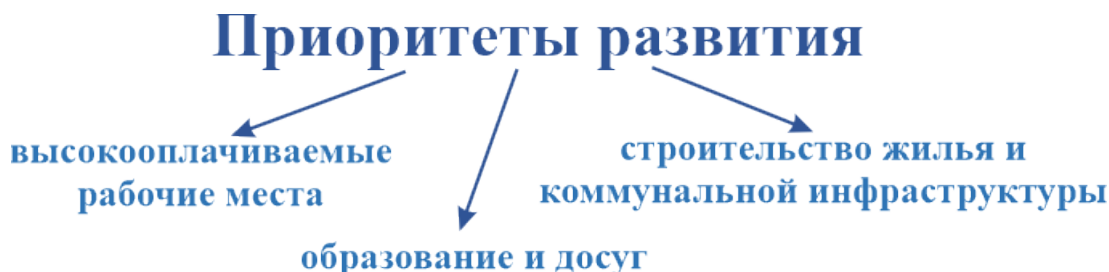 Приоритеты развития
высокооплачиваемые
рабочие места
образование и досуг
строительство жилья и
коммунальной инфраструктуры